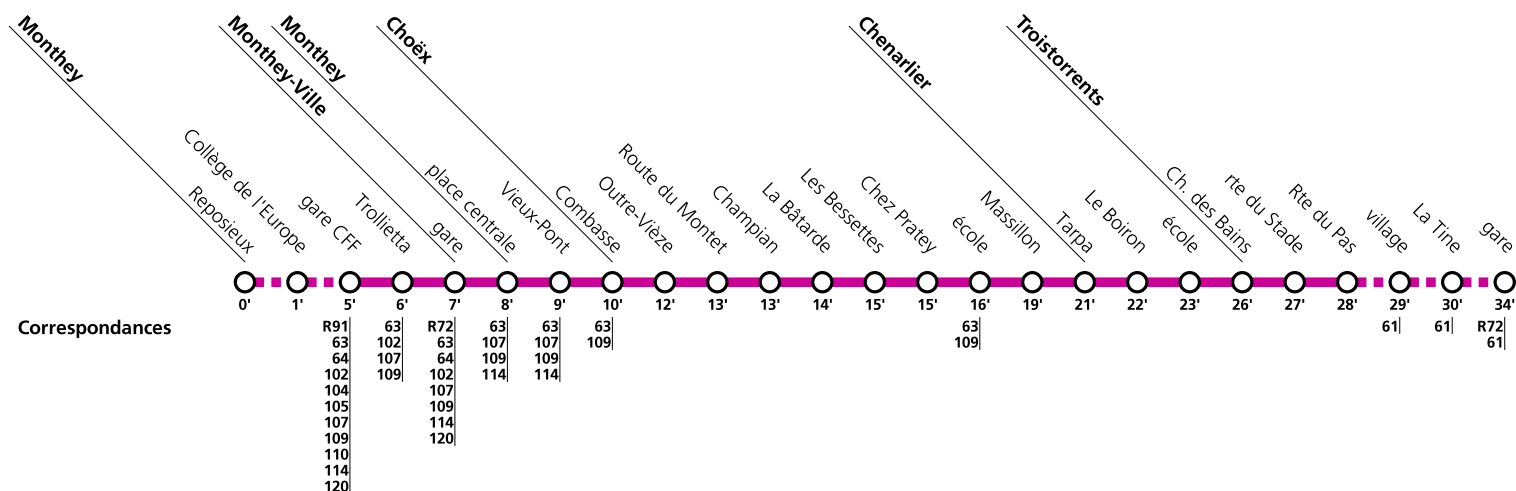 Monthey
Monthey-Ville
Monthey
Choëx
Chenarlier
Troistorrents
Reposieux
Collège de l'Europe
gare CFF
Trollietta
gare
place centrale
Vieux-Pont
Combasse
Outre-Vièze
Route du Montet
Champian
La Bâtarde
Les Bessettes
Chez Pratey
école
Massillon
Tarpa
Le Boiron
école
Ch. des Bains
rte du Stade
Rte du Pas
village
La Tine
gare
0' 1' 5' 6' 7' 8' 9' 10' 12' 13' 13' 14' 15' 15' 16' 19' 21' 22' 23' 26' 27' 28' 29' 30' 34'
Correspondances R91 63 R72 63 63 63 63 61 61 R72
63 102 63 107 107 109 109 61
64 107 64 109 109
102 109 102 114 114
104 107
105 109
107 114
109 120
110
114
120